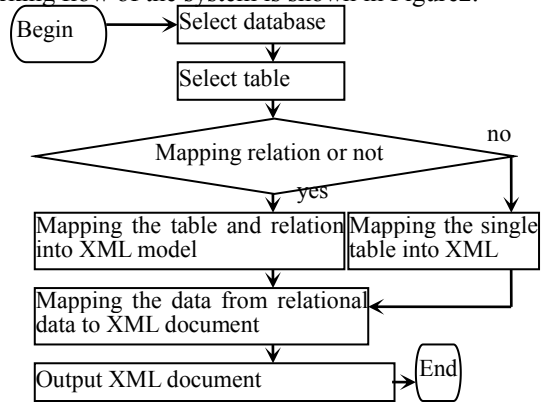 flow of the system is shown in Figure2.
Begin
Select database
Select table
Mapping relation or not
no
yes
Mapping the table and relation
into XML model
Mapping the single
table into XML
Mapping the data from relational
data to XML document
Output XML document
End